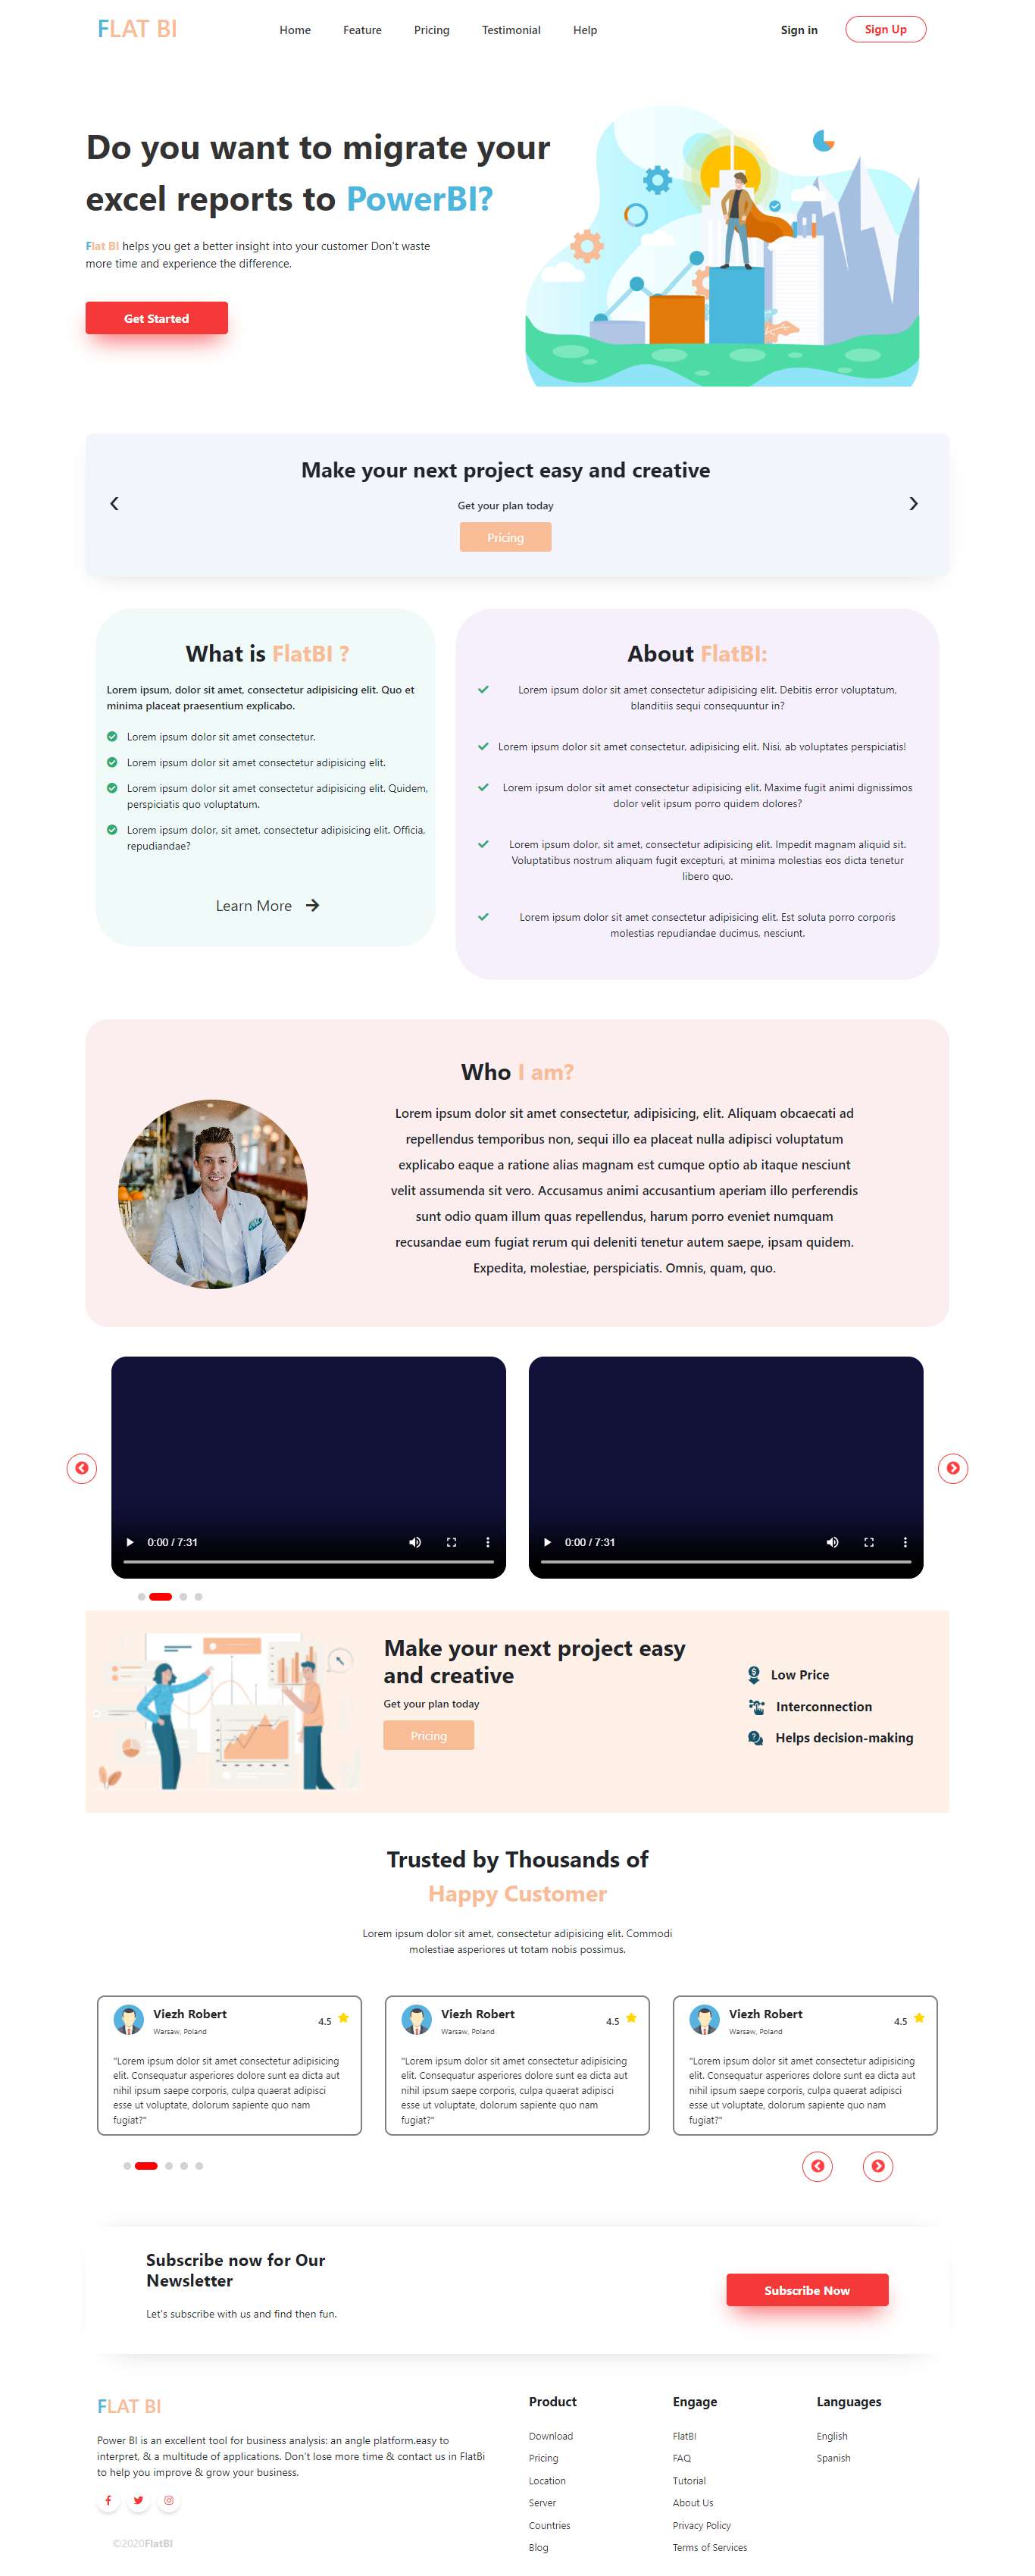 FLAT BI
Home Feature Pricing Testimonial Help Sign in Sign Up
Do you want to migrate your
excel reports to PowerBI?
Flat BI helps you get a better insight into your customer Don't waste
more time and experience the difference.
Get Started
Make your next project easy and creative
Get your plan today
Pricing
What is FlatBI ?
Lorem ipsum, dolor sit amet, consectetur adipisicing elit. Quo et
minima placeat praesentium explicabo.
Lorem ipsum dolor sit amet consectetur.
Lorem ipsum dolor sit amet consectetur adipisicing elit.
Lorem ipsum dolor sit amet consectetur adipisicing elit. Quidem,
perspiciatis quo voluptatum.
Lorem ipsum dolor, sit amet, consectetur adipisicing elit. Officia,
repudiandae?
Learn More
About FlatBI:
Lorem ipsum dolor sit amet consectetur adipisicing elit. Debitis error voluptatum,
blanditiis sequi consequuntur in?
Lorem ipsum dolor sit amet consectetur, adipisicing elit. Nisi, ab voluptates perspiciatis!
Lorem ipsum dolor sit amet consectetur adipisicing elit. Maxime fugit animi dignissimos
dolor velit ipsum porro quidem dolores?
Lorem ipsum dolor, sit amet, consectetur adipisicing elit. Impedit magnam aliquid sit.
Voluptatibus nostrum aliquam fugit excepturi, at minima molestias eos dicta tenetur
libero quo.
Lorem ipsum dolor sit amet consectetur adipisicing elit. Est soluta porro corporis
molestias repudiandae ducimus, nesciunt.
Who I am?
Lorem ipsum dolor sit amet consectetur, adipisicing, elit. Aliquam obcaecati ad
repellendus temporibus non, sequi illo ea placeat nulla adipisci voluptatum
explicabo eaque a ratione alias magnam est cumque optio ab itaque nesciunt
velit assumenda sit vero. Accusamus animi accusantium aperiam illo perferendis
sunt odio quam illum quas repellendus, harum porro eveniet numquam
recusandae eum fugiat rerum qui deleniti tenetur autem saepe, ipsam quidem.
Expedita, molestiae, perspiciatis. Omnis, quam, quo.
0:00 / 7:31
0:00 / 7:31
Make your next project easy
and creative
Get your plan today
Pricing
Low Price
Interconnection
Helps decision-making
Trusted by Thousands of
Happy Customer
Lorem ipsum dolor sit amet, consectetur adipisicing elit. Commodi
molestiae asperiores ut totam nobis possimus.
Viezh Robert
Warsaw, Poland
4.5
"Lorem ipsum dolor sit amet consectetur adipisicing
elit. Consequatur asperiores dolore sunt ea dicta aut
nihil ipsum saepe corporis, culpa quaerat adipisci
esse ut voluptate, dolorum sapiente quo nam
fugiat?"
Viezh Robert
Warsaw, Poland
4.5
"Lorem ipsum dolor sit amet consectetur adipisicing
elit. Consequatur asperiores dolore sunt ea dicta aut
nihil ipsum saepe corporis, culpa quaerat adipisci
esse ut voluptate, dolorum sapiente quo nam
fugiat?"
Viezh Robert
Warsaw, Poland
4.5
"Lorem ipsum dolor sit amet consectetur adipisicing
elit. Consequatur asperiores dolore sunt ea dicta aut
nihil ipsum saepe corporis, culpa quaerat adipisci
esse ut voluptate, dolorum sapiente quo nam
fugiat?"
Subscribe now for Our
Newsletter
Let's subscribe with us and find then fun.
Subscribe Now
FLAT BI
Power BI is an excellent tool for business analysis: an angle platform.easy to
interpret, & a multitude of applications. Don't lose more time & contact us in FlatBi
to help you improve & grow your business.
©2020FlatBI
Product
Download
Pricing
Location
Server
Countries
Blog
Engage
FlatBI
FAQ
Tutorial
About Us
Privacy Policy
Terms of Services
Languages
English
Spanish